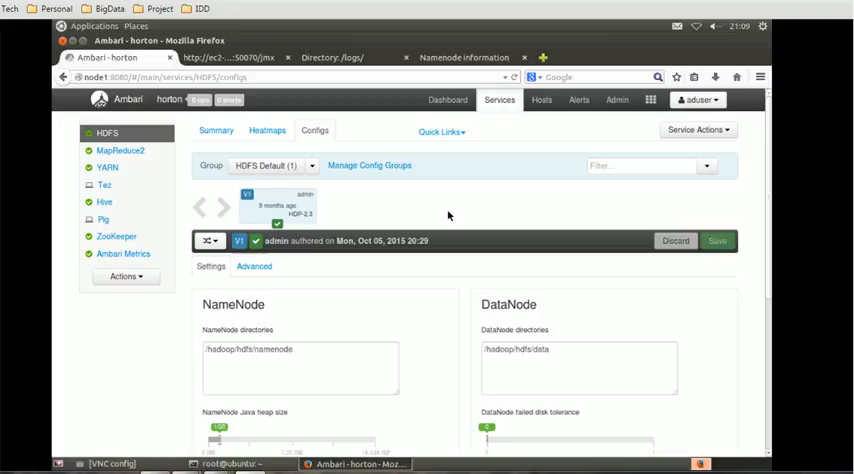 Tech Personal BigData Project IDD
Applications Places 21:09
Ambari - horton - Mozilla Firefox
Ambari - horton × http://ec2-...:50070/jmx × Directory: /logs/ × Namenode information ×
node1:8080/#/main/services/HDFS/configs Google
Ambari horton 0 ops 0 alerts Dashboard Services Hosts Alerts Admin aduser
HDFS
MapReduce2
YARN
Tez
Hive
Pig
ZooKeeper
Ambari Metrics
Actions
Summary Heatmaps Configs Quick Links Service Actions
Group HDFS Default (1) Manage Config Groups Filter...
V1 admin
9 months ago
HDP-2.3
V1 admin authored on Mon, Oct 05, 2015 20:29 Discard Save
Settings Advanced
NameNode
NameNode directories
/hadoop/hdfs/namenode
NameNode Java heap size
DataNode
DataNode directories
/hadoop/hdfs/data
DataNode failed disk tolerance
0
[VNC config] root@ubuntu: ~ Ambari - horton - Moz...